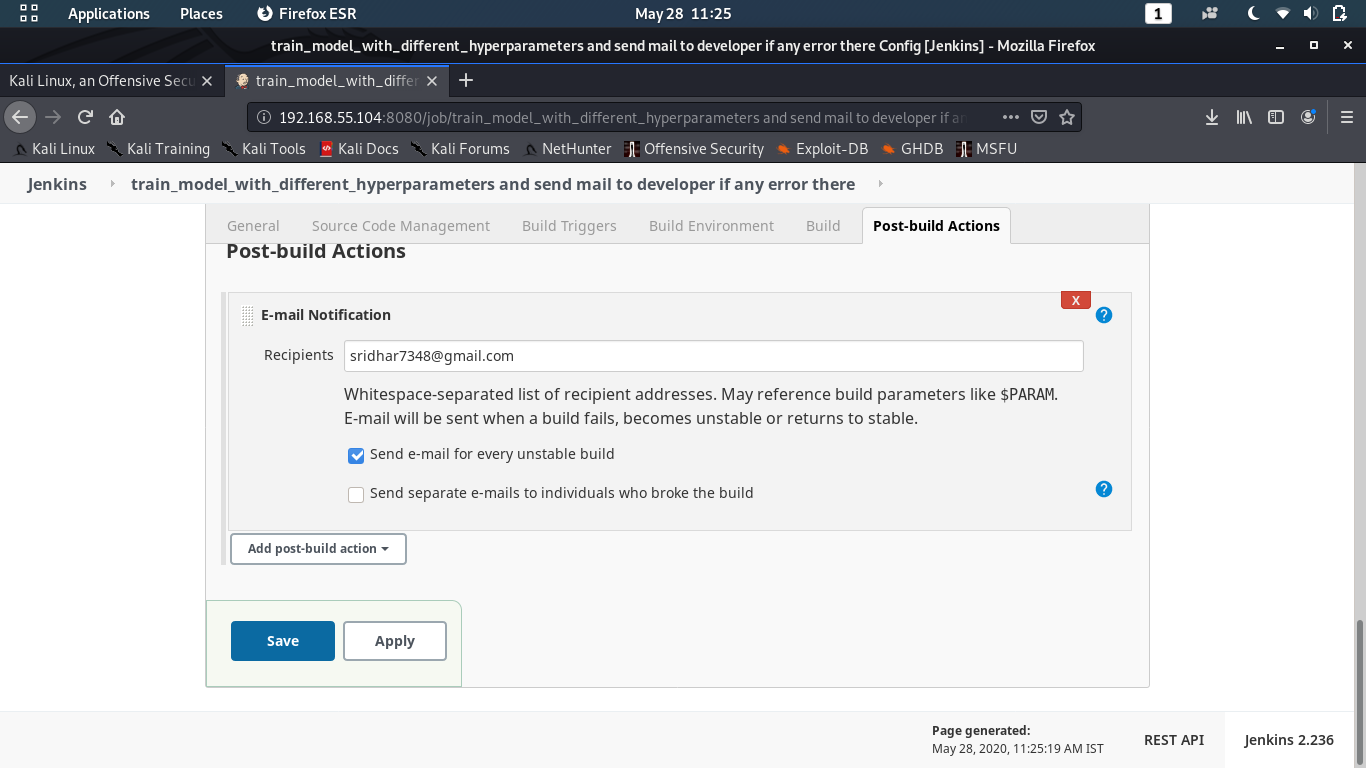 Applications Places Firefox ESR May 28 11:25 1
train_model_with_different_hyperparameters and send mail to developer if any error there Config [Jenkins] - Mozilla Firefox
Kali Linux, an Offensive Secu train_model_with_differ
192.168.55.104:8080/job/train_model_with_different_hyperparameters and send mail to developer if an
Kali Linux Kali Training Kali Tools Kali Docs Kali Forums NetHunter Offensive Security Exploit-DB GHDB MSFU
Jenkins train_model_with_different_hyperparameters and send mail to developer if any error there
General Source Code Management Build Triggers Build Environment Build Post-build Actions
Post-build Actions
X
E-mail Notification ?
Recipients sridhar7348@gmail.com
Whitespace-separated list of recipient addresses. May reference build parameters like $PARAM.
E-mail will be sent when a build fails, becomes unstable or returns to stable.
Send e-mail for every unstable build
Send separate e-mails to individuals who broke the build ?
Add post-build action
Save Apply
Page generated:
May 28, 2020, 11:25:19 AM IST REST API Jenkins 2.236